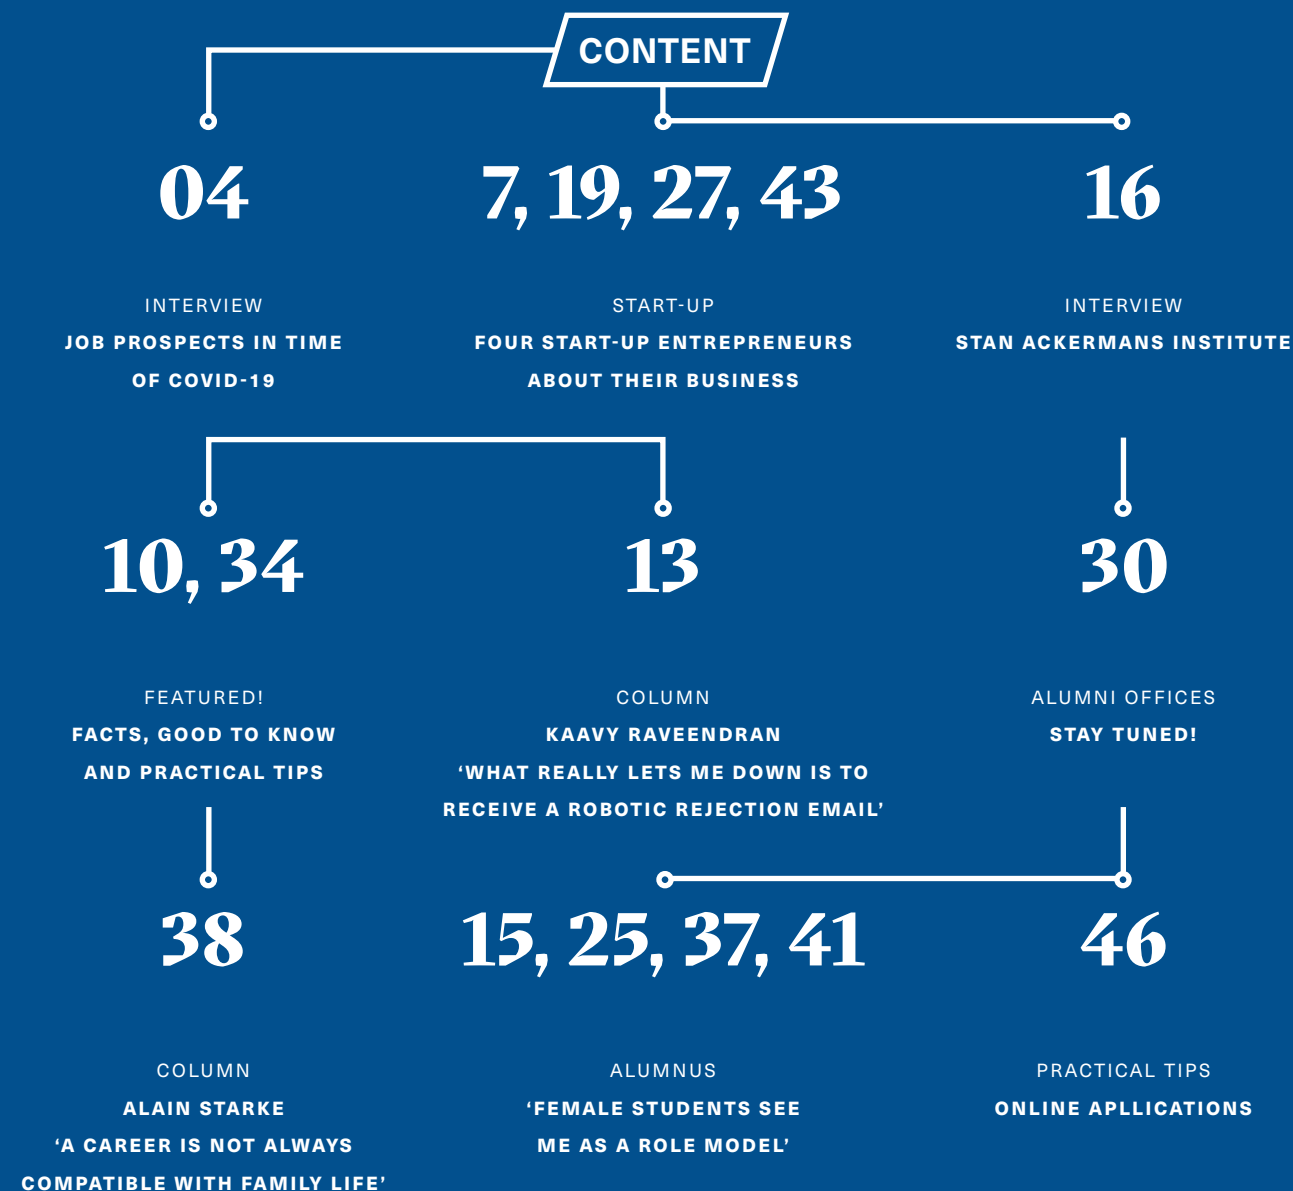 CONTENT
04
INTERVIEW
JOB PROSPECTS IN TIME
OF COVID-19
7, 19, 27, 43
START-UP
FOUR START-UP ENTREPRENEURS
ABOUT THEIR BUSINESS
16
INTERVIEW
STAN ACKERMANS INSTITUTE
10, 34
FEATURED!
FACTS, GOOD TO KNOW
AND PRACTICAL TIPS
13
COLUMN
KAAVY RAVEENDRAN
‘WHAT REALLY LETS ME DOWN IS TO
RECEIVE A ROBOTIC REJECTION EMAIL’
30
ALUMNI OFFICES
STAY TUNED!
38
COLUMN
ALAIN STARKE
‘A CAREER IS NOT ALWAYS
COMPATIBLE WITH FAMILY LIFE’
15, 25, 37, 41
ALUMNUS
‘FEMALE STUDENTS SEE
ME AS A ROLE MODEL’
46
PRACTICAL TIPS
ONLINE APLLICATIONS